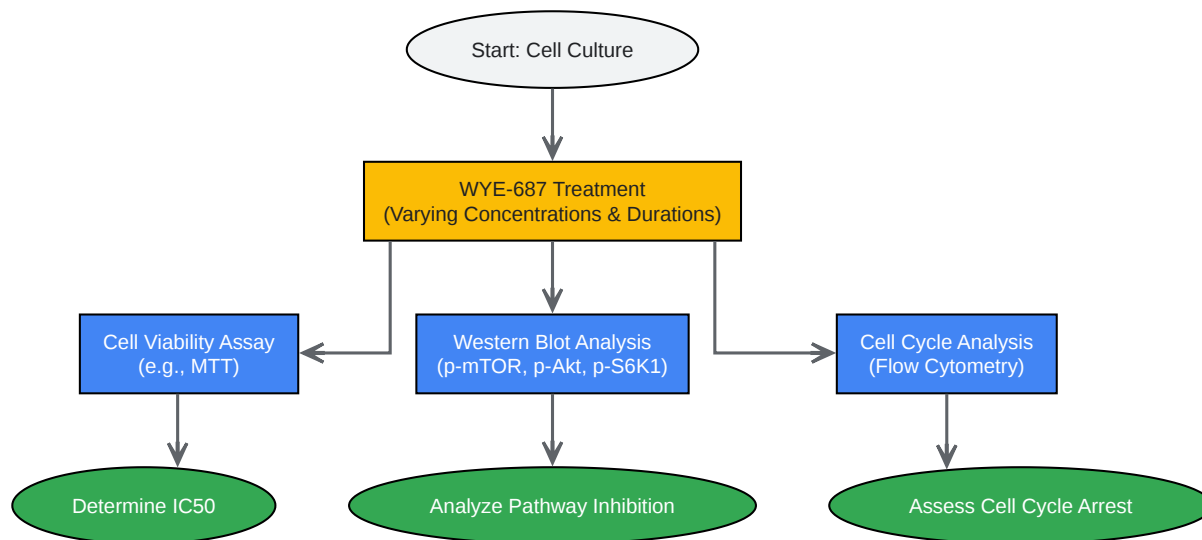 Start: Cell Culture
WYE-687 Treatment
(Varying Concentrations & Durations)
Cell Viability Assay
(e.g., MTT)
Western Blot Analysis
(p-mTOR, p-Akt, p-S6K1)
Cell Cycle Analysis
(Flow Cytometry)
Determine IC50
Analyze Pathway Inhibition
Assess Cell Cycle Arrest